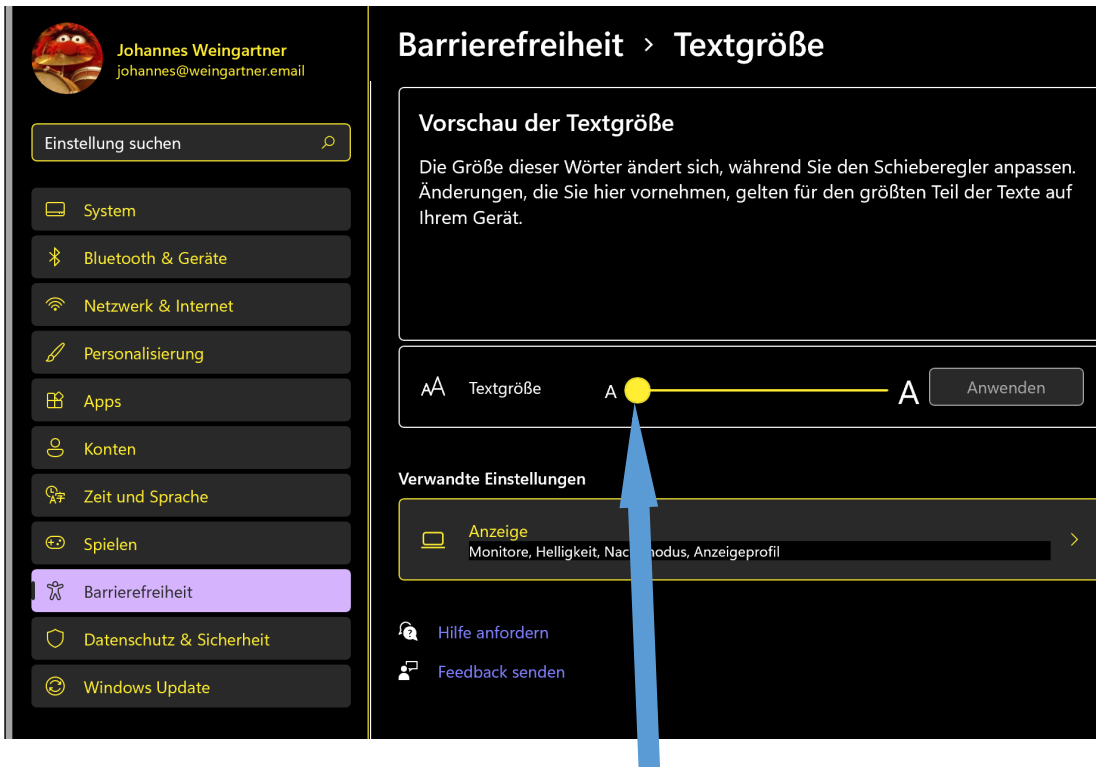 Johannes Weingartner
johannes@weingartner.email
Einstellung suchen
System
Bluetooth & Geräte
Netzwerk & Internet
Personalisierung
Apps
Konten
Zeit und Sprache
Spielen
Barrierefreiheit
Datenschutz & Sicherheit
Windows Update
Barrierefreiheit > Textgröße
Vorschau der Textgröße
Die Größe dieser Wörter ändert sich, während Sie den Schieberegler anpassen.
Änderungen, die Sie hier vornehmen, gelten für den größten Teil der Texte auf
Ihrem Gerät.
Textgröße A A Anwenden
Verwandte Einstellungen
Anzeige
Monitore, Helligkeit, Anzeigeprofil
Hilfe anfordern
Feedback senden